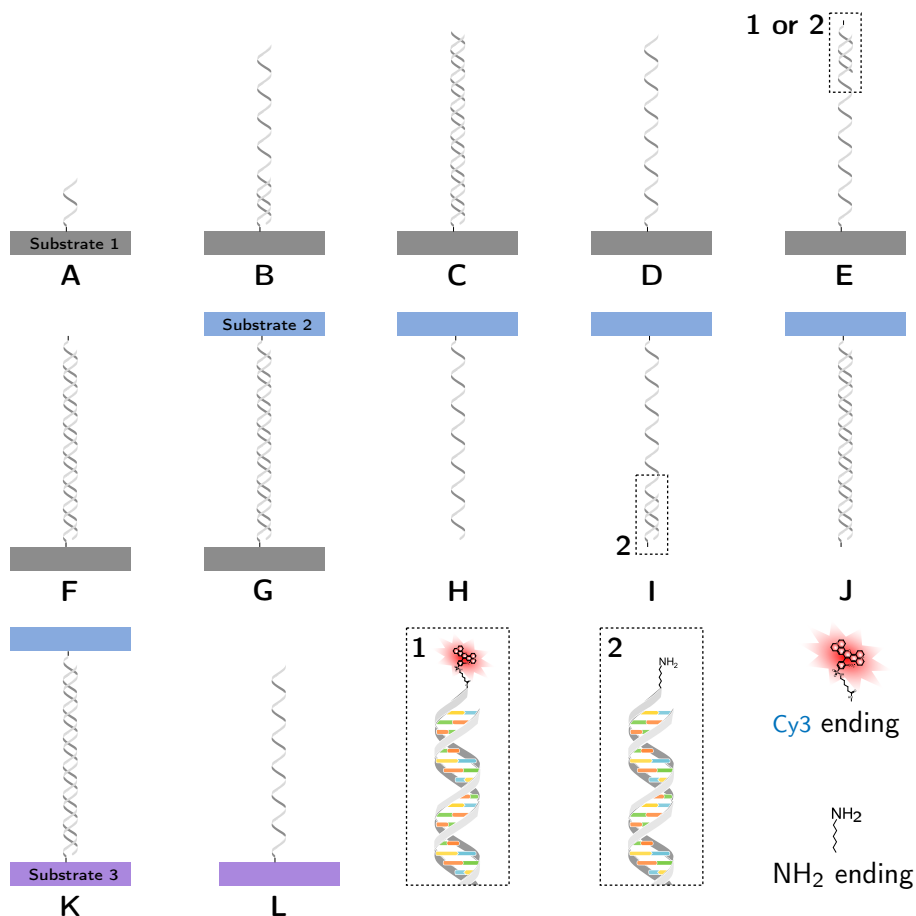 1 or 2
Substrate 1
A
B
C
D
E
Substrate 2
2
F
G
H
I
J
1
NH2
2
Cy3 ending
NH2
Substrate 3
K
L
NH2 ending